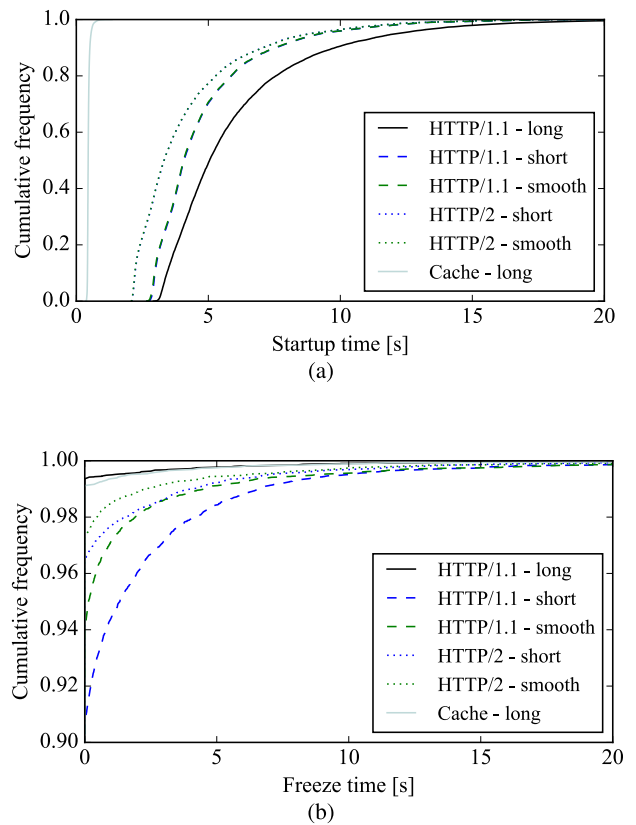 1.0
0.8
0.6
0.4
0.2
0.0
Cumulative frequency
HTTP/1.1 - long
HTTP/1.1 - short
HTTP/1.1 - smooth
HTTP/2 - short
HTTP/2 - smooth
Cache - long
0 5 10 15 20
Startup time [s]
(a)
1.00
0.98
0.96
0.94
0.92
0.90
Cumulative frequency
HTTP/1.1 - long
HTTP/1.1 - short
HTTP/1.1 - smooth
HTTP/2 - short
HTTP/2 - smooth
Cache - long
0 5 10 15 20
Freeze time [s]
(b)